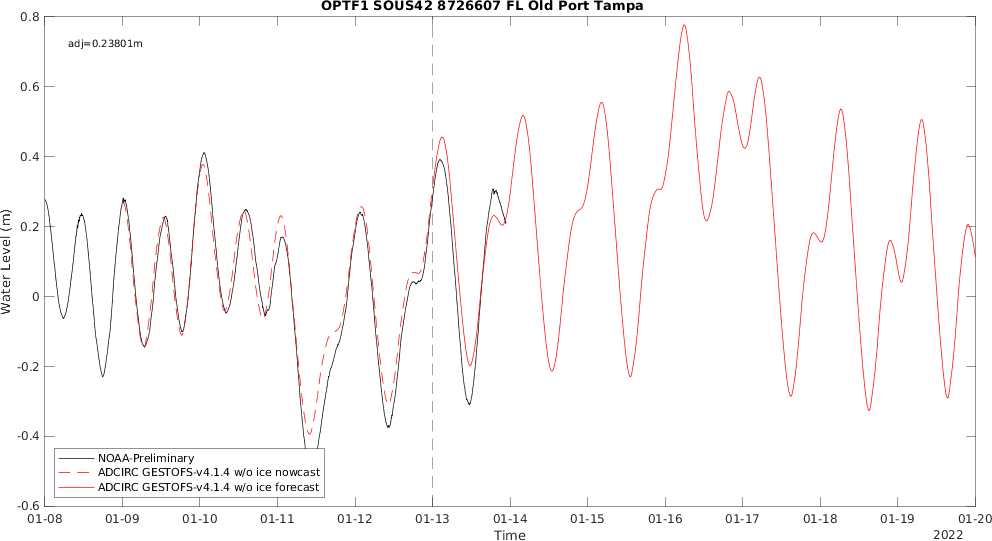 OPTF1 SOUS42 8726607 FL Old Port Tampa
adj=0.23801m
0.8
0.6
0.4
0.2
0
-0.2
-0.4
-0.6
Water Level (m)
NOAA-Preliminary
ADCIRC GESTOFS-v4.1.4 w/o ice nowcast
ADCIRC GESTOFS-v4.1.4 w/o ice forecast
01-08 01-09 01-10 01-11 01-12 01-13 01-14 01-15 01-16 01-17 01-18 01-19 01-20
Time
2022